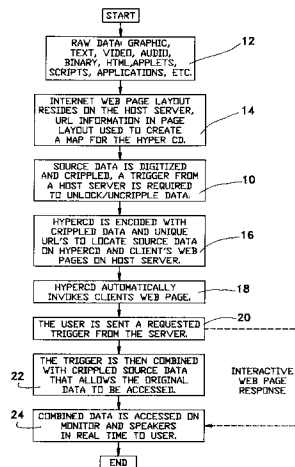 START
RAW DATA: GRAPHIC,
TEXT, VIDEO, AUDIO,
BINARY, HTML,APPLETS,
SCRIPTS, APPLICATIONS, ETC.
12
INTERNET WEB PAGE LAYOUT
RESIDES ON THE HOST SERVER,
URL INFORMATION IN PAGE
LAYOUT USED TO CREATE
A MAP FOR THE HYPER CD.
14
SOURCE DATA IS DIGITIZED
AND CRIPPLED, A TRIGGER FROM
A HOST SERVER IS REQUIRED
TO UNLOCK/UNCRIPPLE DATA.
10
HYPERCD IS ENCODED WITH
CRIPPLED DATA AND UNIQUE
URL'S TO LOCATE SOURCE DATA
ON HYPERCD AND CLIENT'S WEB
PAGES ON HOST SERVER.
16
HYPERCD AUTOMATICALLY
INVOKES CLIENTS WEB PAGE.
18
THE USER IS SENT A REQUESTED
TRIGGER FROM THE SERVER.
20
THE TRIGGER IS THEN COMBINED
WITH CRIPPLED SOURCE DATA
THAT ALLOWS THE ORIGINAL
DATA TO BE ACCESSED.
22
INTERACTIVE
WEB PAGE
RESPONSE
COMBINED DATA IS ACCESSED ON
MONITOR AND SPEAKERS
IN REAL TIME TO USER.
24
END